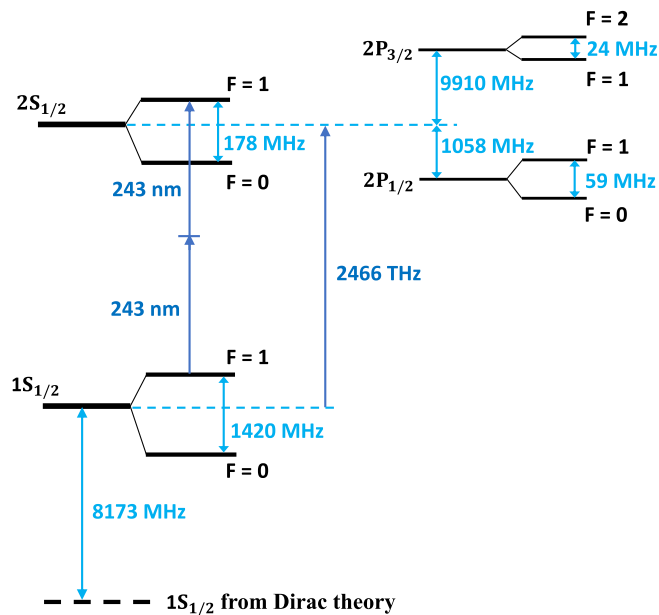 F = 2
2P3/2
24 MHz
F = 1
9910 MHz
2S1/2
F = 1
178 MHz
F = 0
243 nm
1058 MHz
F = 1
2P1/2
59 MHz
F = 0
2466 THz
243 nm
F = 1
1S1/2
1420 MHz
F = 0
8173 MHz
1S1/2 from Dirac theory